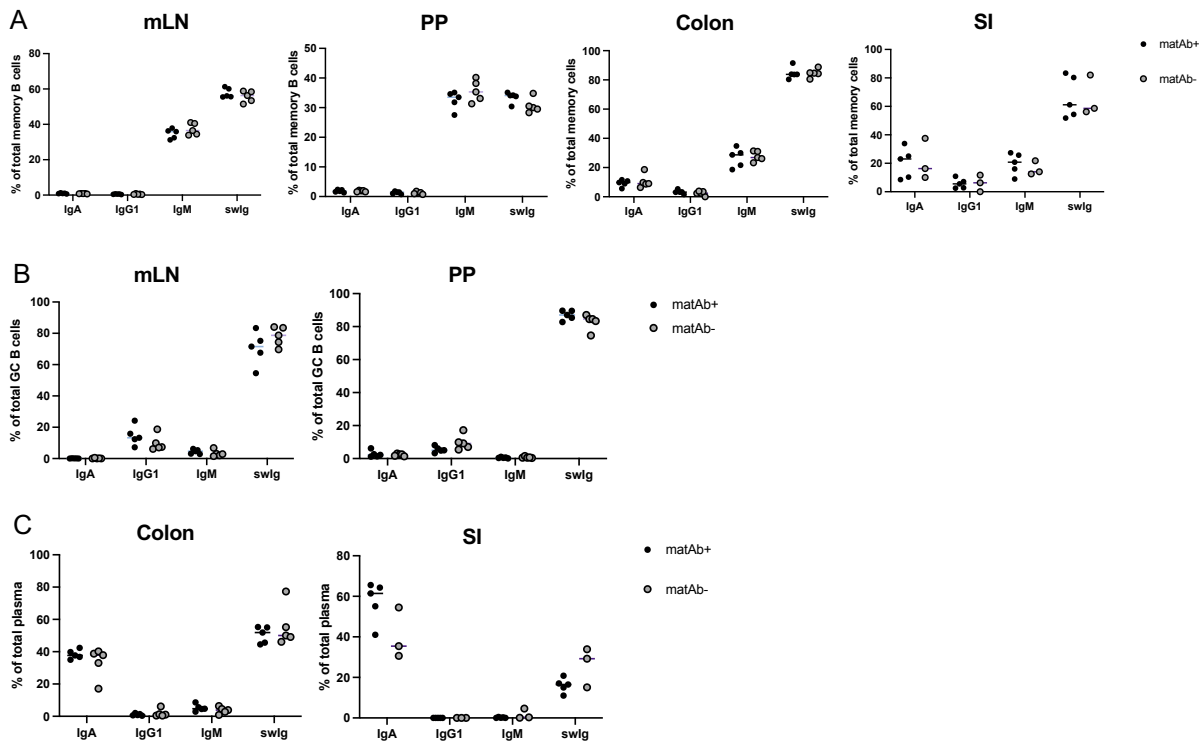 A
mLN
PP
Colon
SI
matAb+
matAb-
% of total memory B cells
80
60
40
20
0
IgA IgG1 IgM swIg
% of total memory B cells
50
40
30
20
10
0
IgA IgG1 IgM swIg
% of total memory cells
100
80
60
40
20
0
IgA IgG1 IgM swIg
% of total memory cells
100
80
60
40
20
0
IgA IgG1 IgM swIg
B
mLN
PP
matAb+
matAb-
% of total GC B cells
100
80
60
40
20
0
IgA IgG1 IgM swIg
% of total GC B cells
100
80
60
40
20
0
IgA IgG1 IgM swIg
C
Colon
SI
matAb+
matAb-
% of total plasma
100
80
60
40
20
0
IgA IgG1 IgM swIg
% of total plasma
80
60
40
20
0
IgA IgG1 IgM swIg